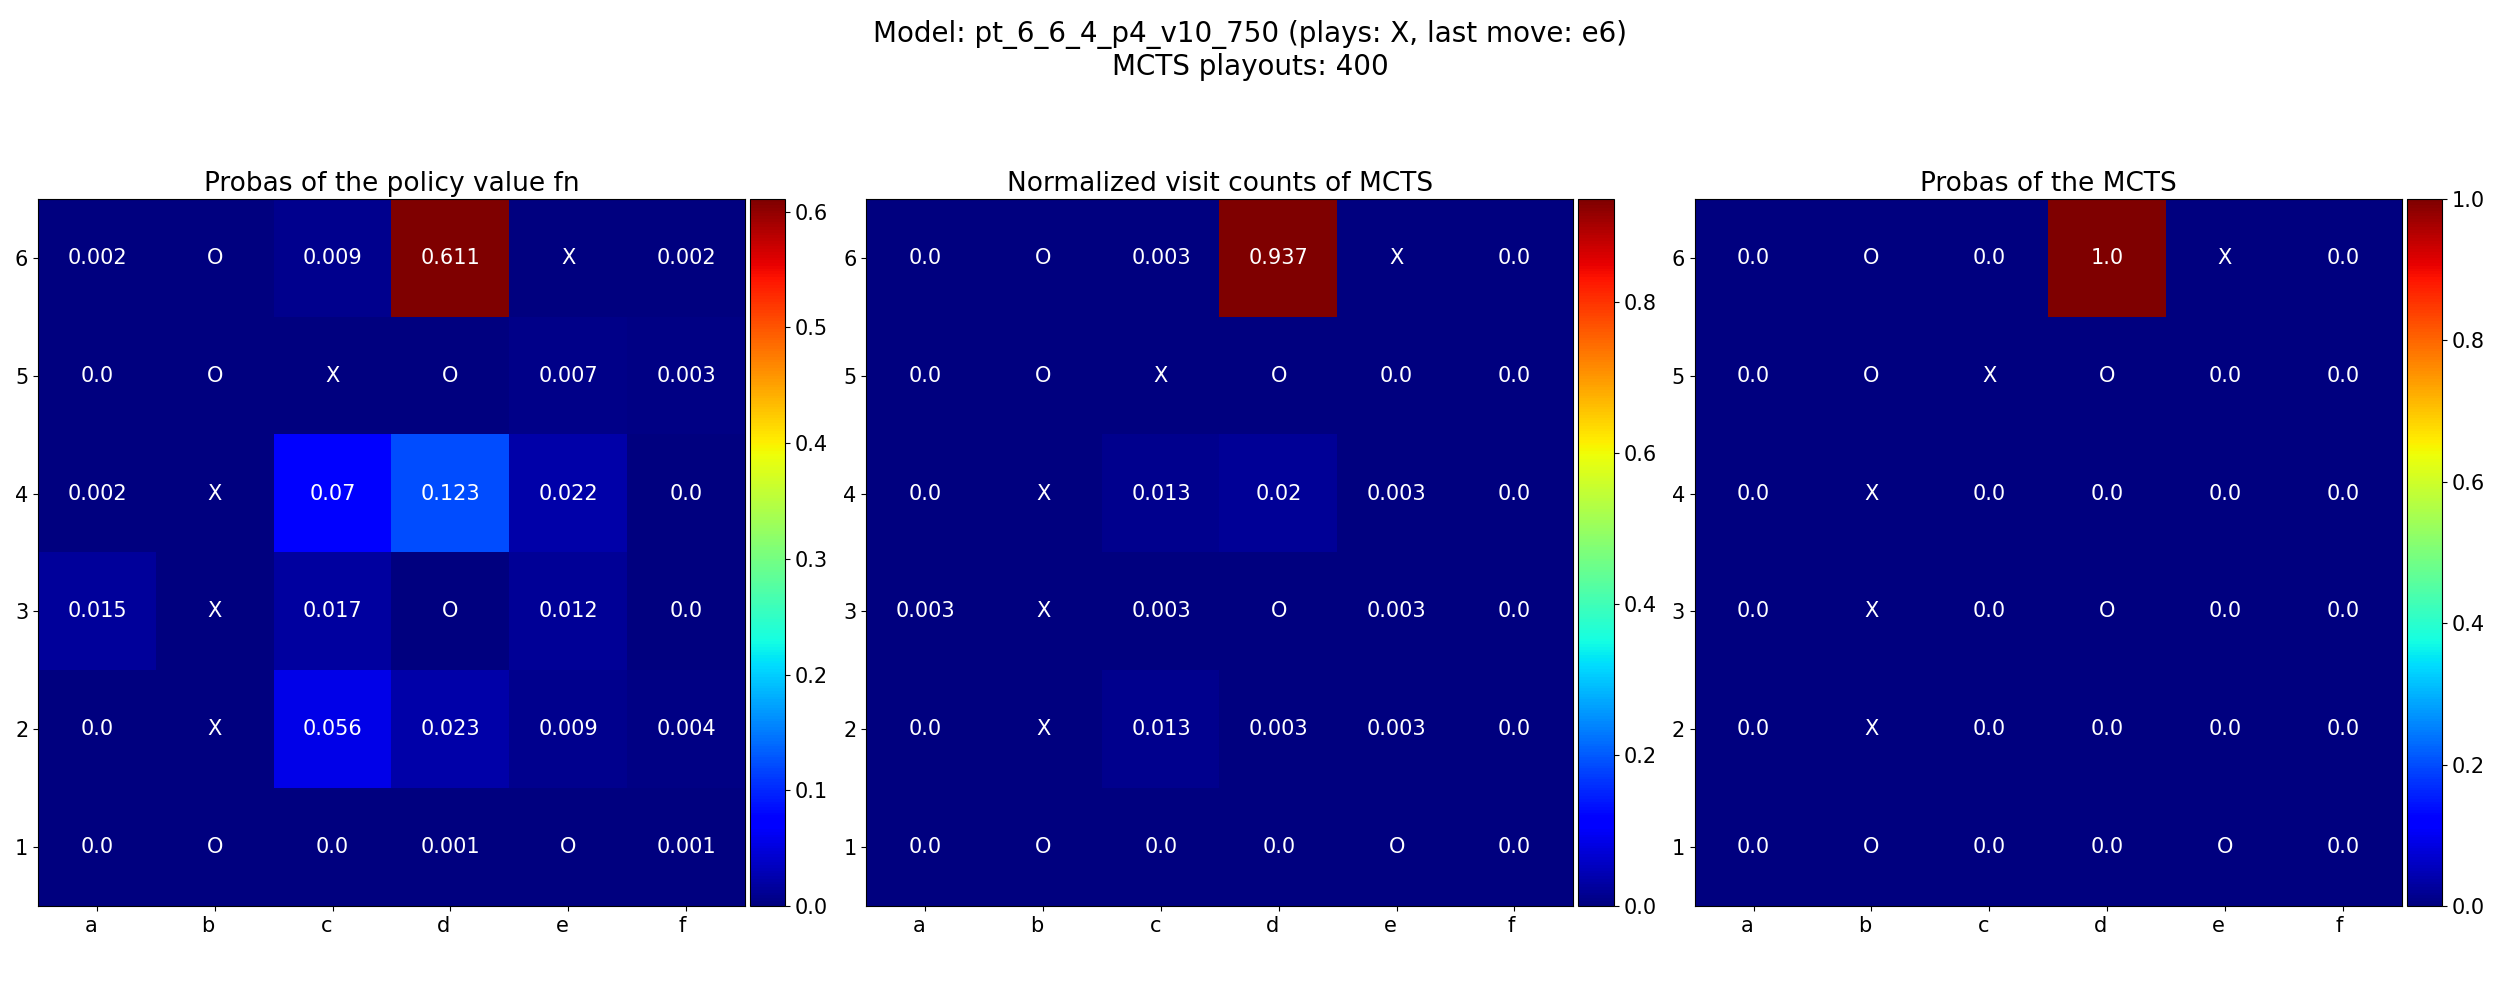 Model: pt_6_6_4_p4_v10_750 (plays: X, last move: e6)
MCTS playouts: 400
Probas of the policy value fn
6 0.002 O 0.009 0.611 X 0.002
5 0.0 O X O 0.007 0.003
4 0.002 X 0.07 0.123 0.022 0.0
3 0.015 X 0.017 O 0.012 0.0
2 0.0 X 0.056 0.023 0.009 0.004
1 0.0 O 0.0 0.001 O 0.001
a b c d e f
0.6
0.5
0.4
0.3
0.2
0.1
0.0
Normalized visit counts of MCTS
6 0.0 O 0.003 0.937 X 0.0
5 0.0 O X O 0.0 0.0
4 0.0 X 0.013 0.02 0.003 0.0
3 0.003 X 0.003 O 0.003 0.0
2 0.0 X 0.013 0.003 0.003 0.0
1 0.0 O 0.0 0.0 O 0.0
a b c d e f
0.8
0.6
0.4
0.2
0.0
Probas of the MCTS
6 0.0 O 0.0 1.0 X 0.0
5 0.0 O X O 0.0 0.0
4 0.0 X 0.0 0.0 0.0 0.0
3 0.0 X 0.0 O 0.0 0.0
2 0.0 X 0.0 0.0 0.0 0.0
1 0.0 O 0.0 0.0 O 0.0
a b c d e f
1.0
0.8
0.6
0.4
0.2
0.0